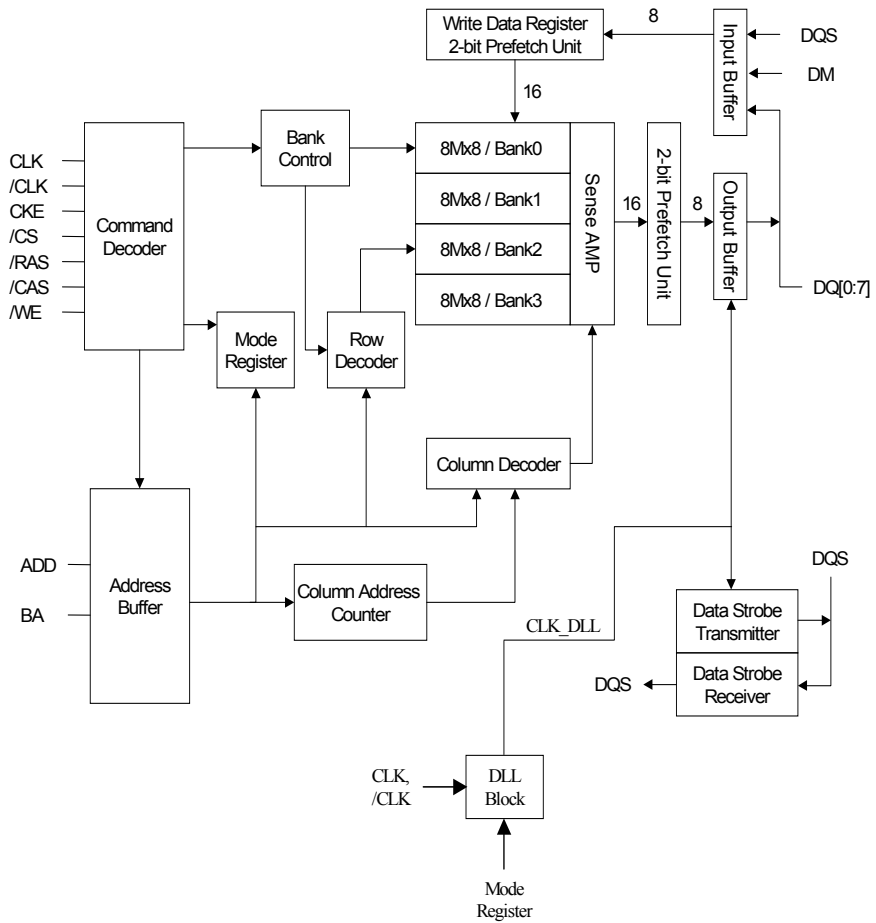 Write Data Register
2-bit Prefetch Unit
8
Input Buffer
DQS
DM
16
Bank
Control
8Mx8 / Bank0
8Mx8 / Bank1
8Mx8 / Bank2
8Mx8 / Bank3
Sense AMP
16
2-bit Prefetch Unit
8
Output Buffer
DQ[0:7]
CLK
/CLK
CKE
/CS
/RAS
/CAS
/WE
Command
Decoder
Mode
Register
Row
Decoder
Column Decoder
ADD
BA
Address
Buffer
Column Address
Counter
CLK_DLL
DQS
Data Strobe
Transmitter
Data Strobe
Receiver
DQS
CLK,
/CLK
DLL
Block
Mode
Register